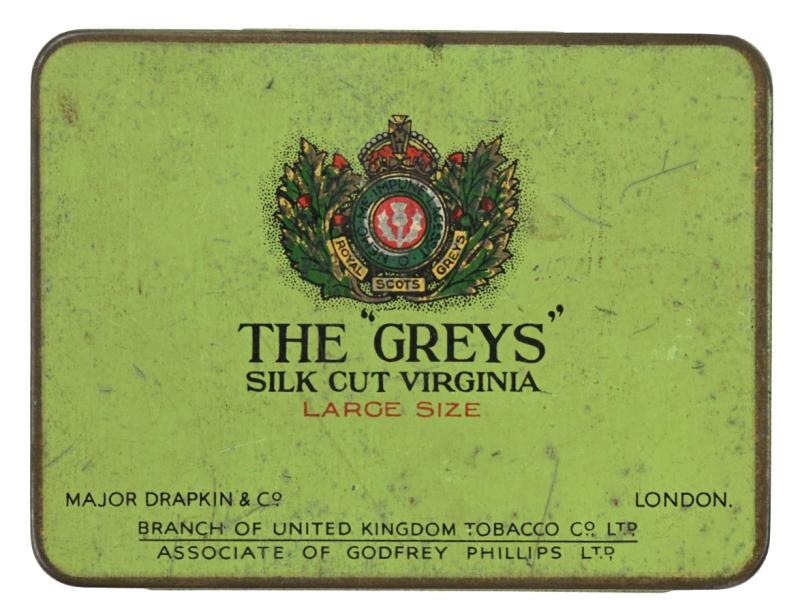 NEMO ME IMPUNE LACESSIT
ROYAL SCOTS GREYS
THE "GREYS"
SILK CUT VIRGINIA
LARGE SIZE
MAJOR DRAPKIN & Cº LONDON.
BRANCH OF UNITED KINGDOM TOBACCO Cº LTD
ASSOCIATE OF GODFREY PHILLIPS LTD